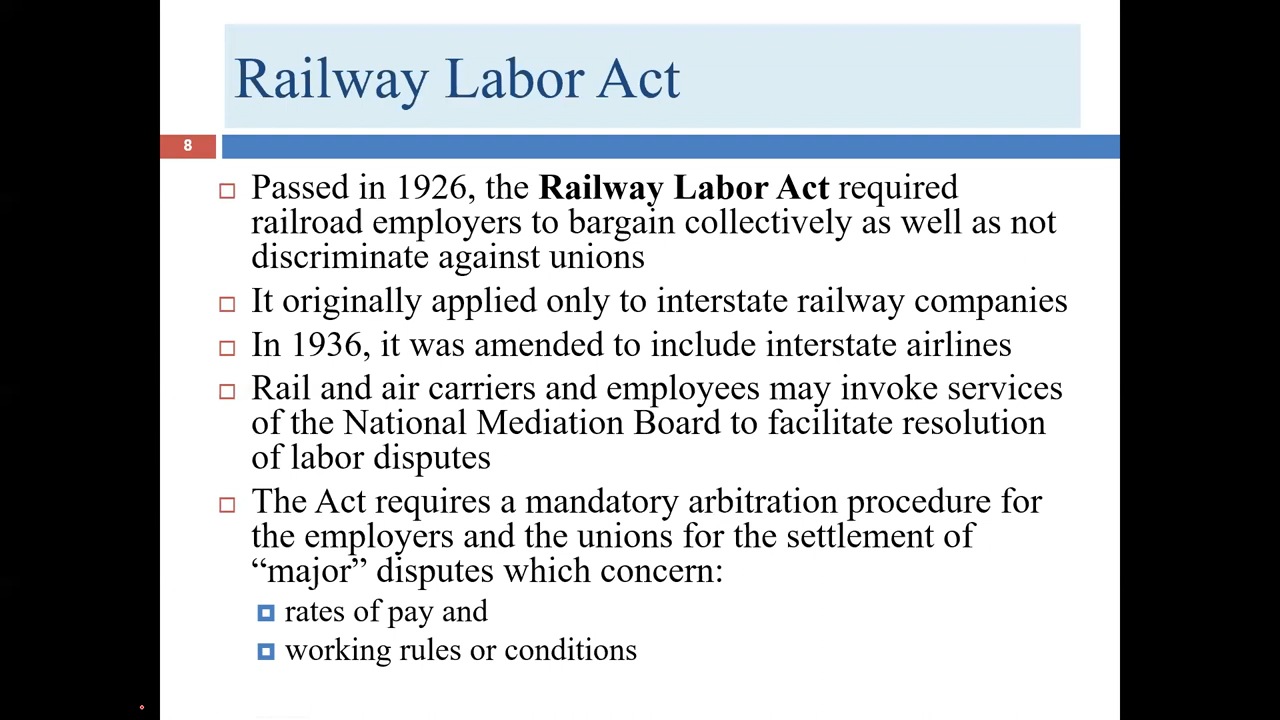 Railway Labor Act
8
Passed in 1926, the Railway Labor Act required
railroad employers to bargain collectively as well as not
discriminate against unions
It originally applied only to interstate railway companies
In 1936, it was amended to include interstate airlines
Rail and air carriers and employees may invoke services
of the National Mediation Board to facilitate resolution
of labor disputes
The Act requires a mandatory arbitration procedure for
the employers and the unions for the settlement of
“major” disputes which concern:
rates of pay and
working rules or conditions